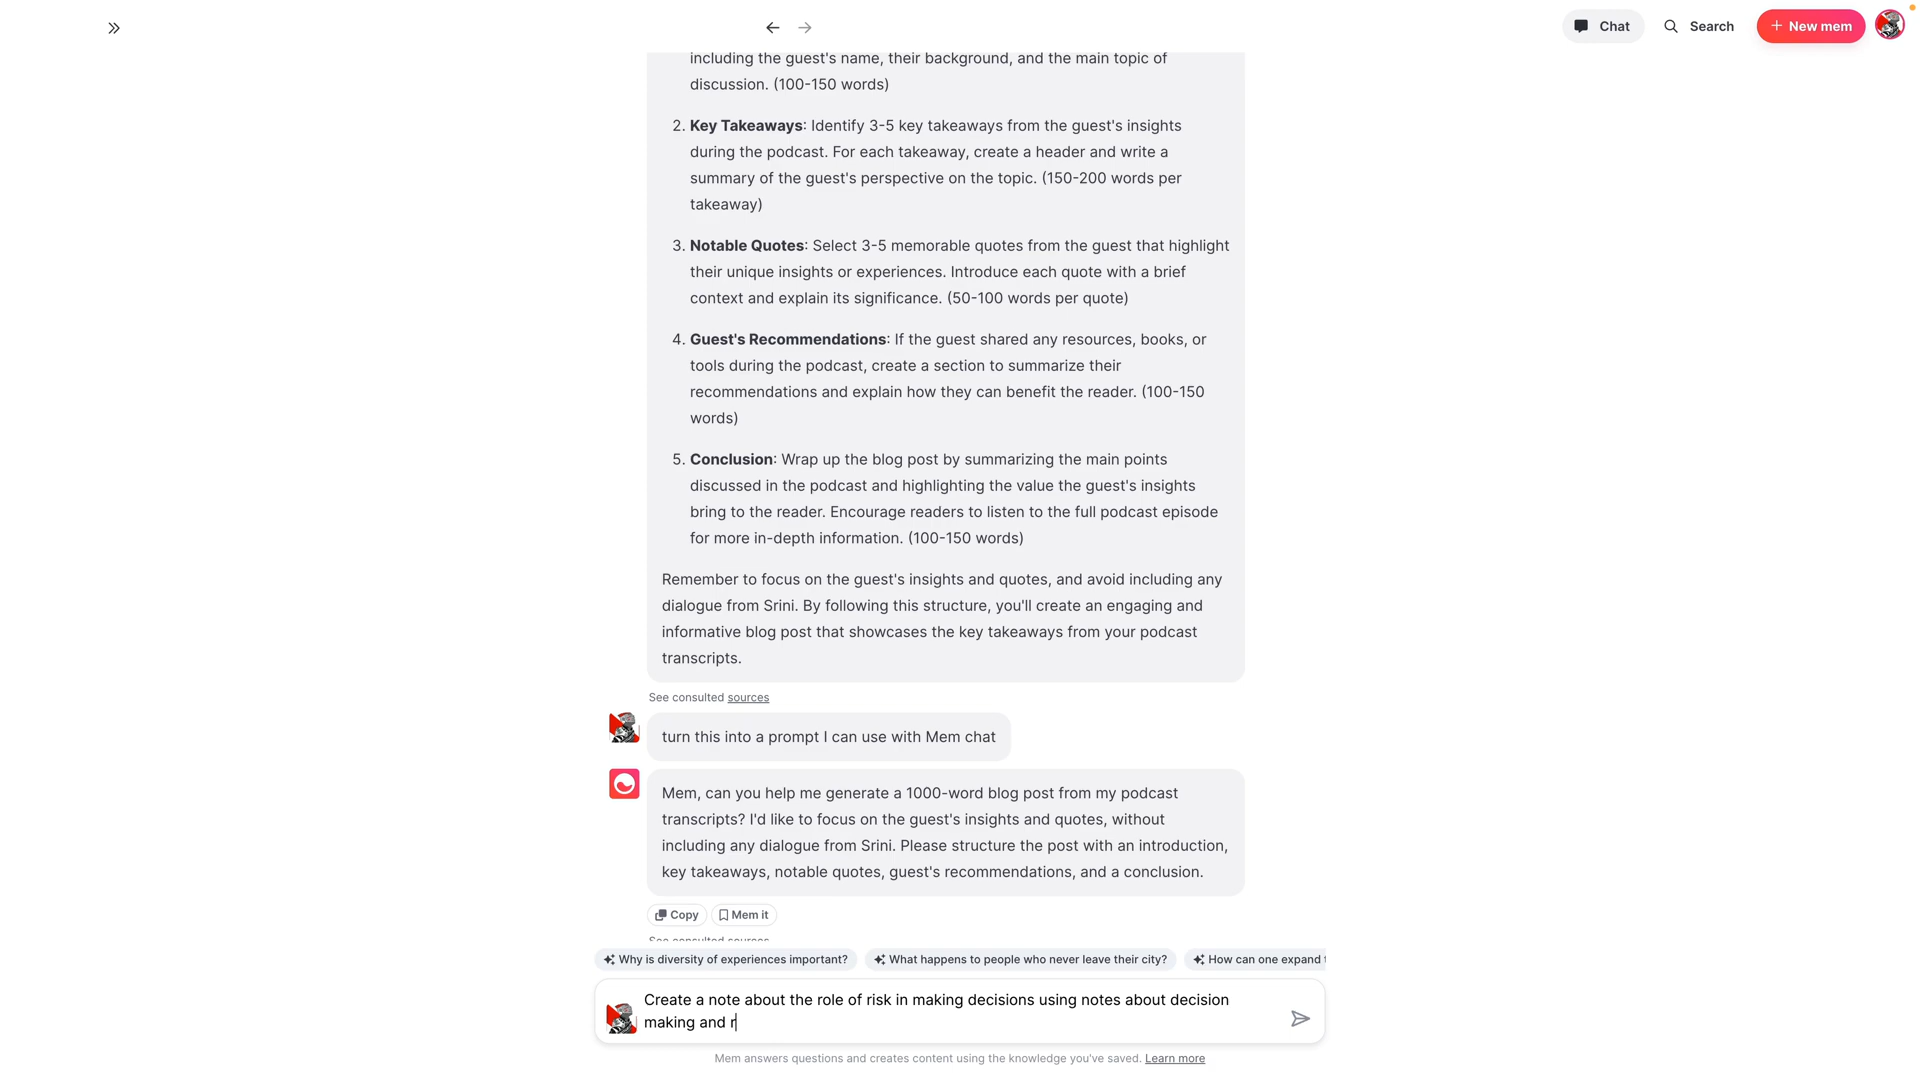 Chat
Search
New mem
including the guest's name, their background, and the main topic of
discussion. (100-150 words)
2. Key Takeaways: Identify 3-5 key takeaways from the guest's insights
during the podcast. For each takeaway, create a header and write a
summary of the guest's perspective on the topic. (150-200 words per
takeaway)
3. Notable Quotes: Select 3-5 memorable quotes from the guest that highlight
their unique insights or experiences. Introduce each quote with a brief
context and explain its significance. (50-100 words per quote)
4. Guest's Recommendations: If the guest shared any resources, books, or
tools during the podcast, create a section to summarize their
recommendations and explain how they can benefit the reader. (100-150
words)
5. Conclusion: Wrap up the blog post by summarizing the main points
discussed in the podcast and highlighting the value the guest's insights
bring to the reader. Encourage readers to listen to the full podcast episode
for more in-depth information. (100-150 words)
Remember to focus on the guest's insights and quotes, and avoid including any
dialogue from Srini. By following this structure, you'll create an engaging and
informative blog post that showcases the key takeaways from your podcast
transcripts.
See consulted sources
turn this into a prompt I can use with Mem chat
Mem, can you help me generate a 1000-word blog post from my podcast
transcripts? I'd like to focus on the guest's insights and quotes, without
including any dialogue from Srini. Please structure the post with an introduction,
key takeaways, notable quotes, guest's recommendations, and a conclusion.
Copy
Mem it
See consulted sources
Why is diversity of experiences important?
What happens to people who never leave their city?
How can one expand
Create a note about the role of risk in making decisions using notes about decision
making and r
Mem answers questions and creates content using the knowledge you've saved. Learn more